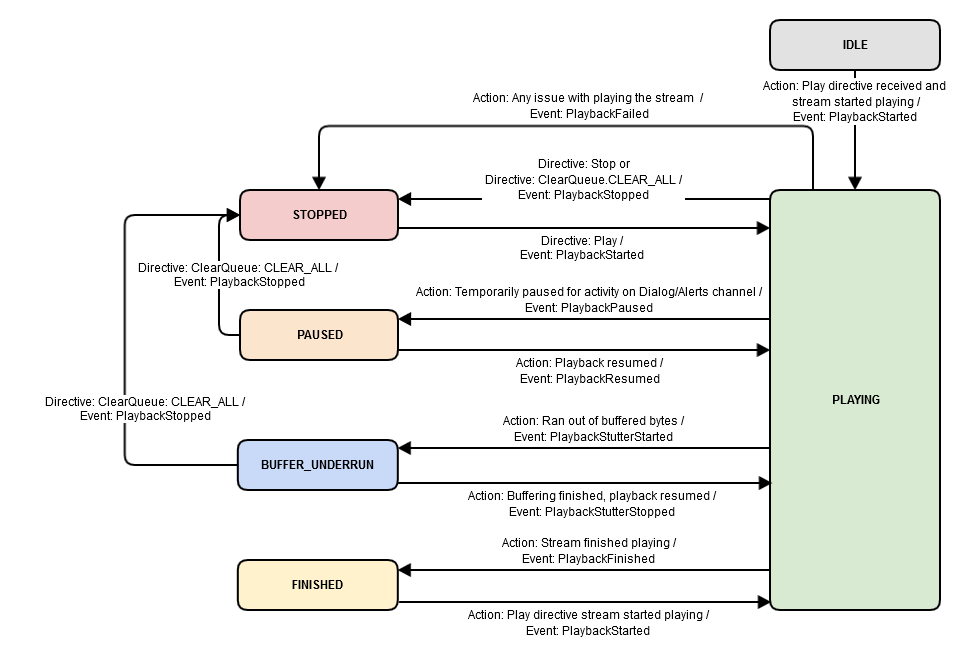 IDLE
Action: Play directive received and
stream started playing /
Event: PlaybackStarted
Action: Any issue with playing the stream /
Event: PlaybackFailed
Directive: Stop or
Directive: ClearQueue.CLEAR_ALL /
Event: PlaybackStopped
STOPPED
Directive: Play /
Event: PlaybackStarted
Directive: ClearQueue: CLEAR_ALL /
Event: PlaybackStopped
Action: Temporarily paused for activity on Dialog/Alerts channel /
Event: PlaybackPaused
PAUSED
Action: Playback resumed /
Event: PlaybackResumed
PLAYING
Directive: ClearQueue: CLEAR_ALL /
Event: PlaybackStopped
Action: Ran out of buffered bytes /
Event: PlaybackStutterStarted
BUFFER_UNDERRUN
Action: Buffering finished, playback resumed /
Event: PlaybackStutterStopped
Action: Stream finished playing /
Event: PlaybackFinished
FINISHED
Action: Play directive stream started playing /
Event: PlaybackStarted